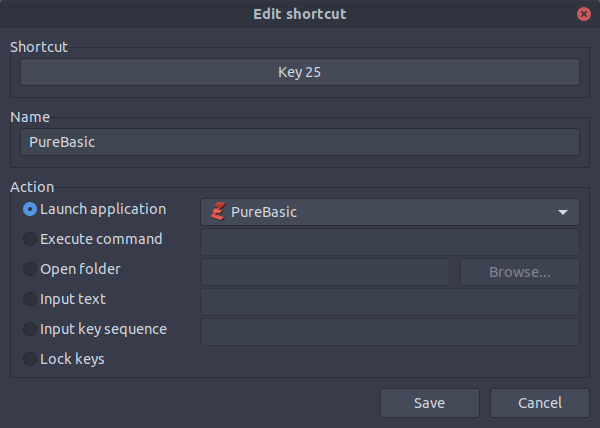 Edit shortcut
Shortcut
Key 25
Name
PureBasic
Action
Launch application
PureBasic
Execute command
Open folder
Browse...
Input text
Input key sequence
Lock keys
Save
Cancel